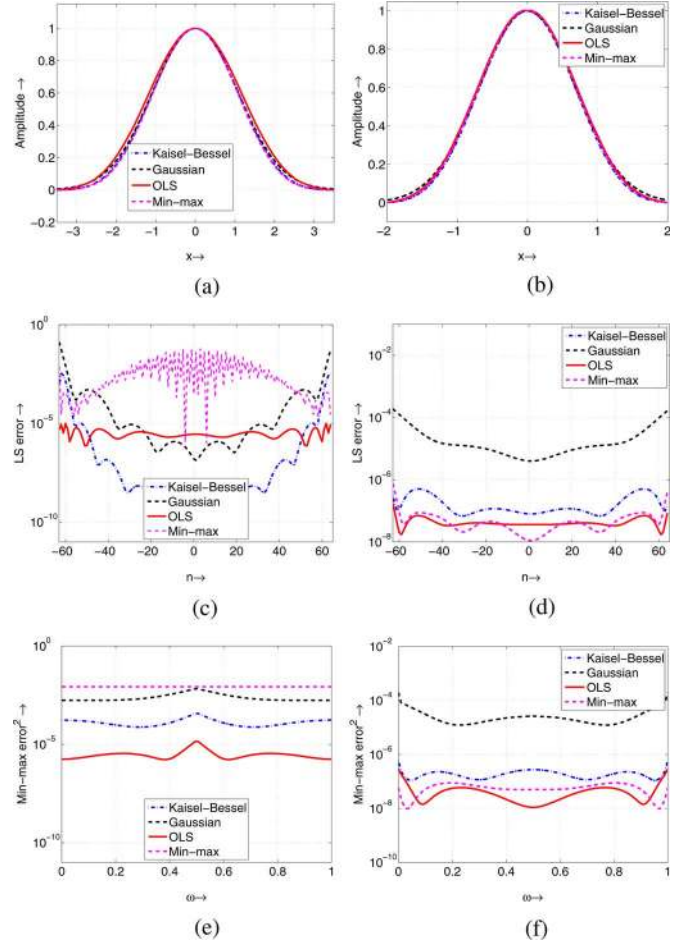 Amplitude →
1
0.8
0.6
0.4
0.2
0
-0.2
-3 -2 -1 0 1 2 3
x→
Kaisel-Bessel
Gaussian
OLS
Min-max
(a)
Amplitude →
1
0.8
0.6
0.4
0.2
0
-2 -1 0 1 2
x→
Kaisel-Bessel
Gaussian
OLS
Min-max
(b)
LS error →
10^0
10^-5
10^-10
-60 -40 -20 0 20 40 60
n→
Kaisel-Bessel
Gaussian
OLS
Min-max
(c)
LS error →
10^-2
10^-4
10^-6
10^-8
-60 -40 -20 0 20 40 60
n→
Kaisel-Bessel
Gaussian
OLS
Min-max
(d)
Min-max error^2 →
10^0
10^-5
10^-10
0 0.2 0.4 0.6 0.8 1
ω→
Kaisel-Bessel
Gaussian
OLS
Min-max
(e)
Min-max error^2 →
10^-2
10^-4
10^-6
10^-8
10^-10
0 0.2 0.4 0.6 0.8 1
ω→
Kaisel-Bessel
Gaussian
OLS
Min-max
(f)